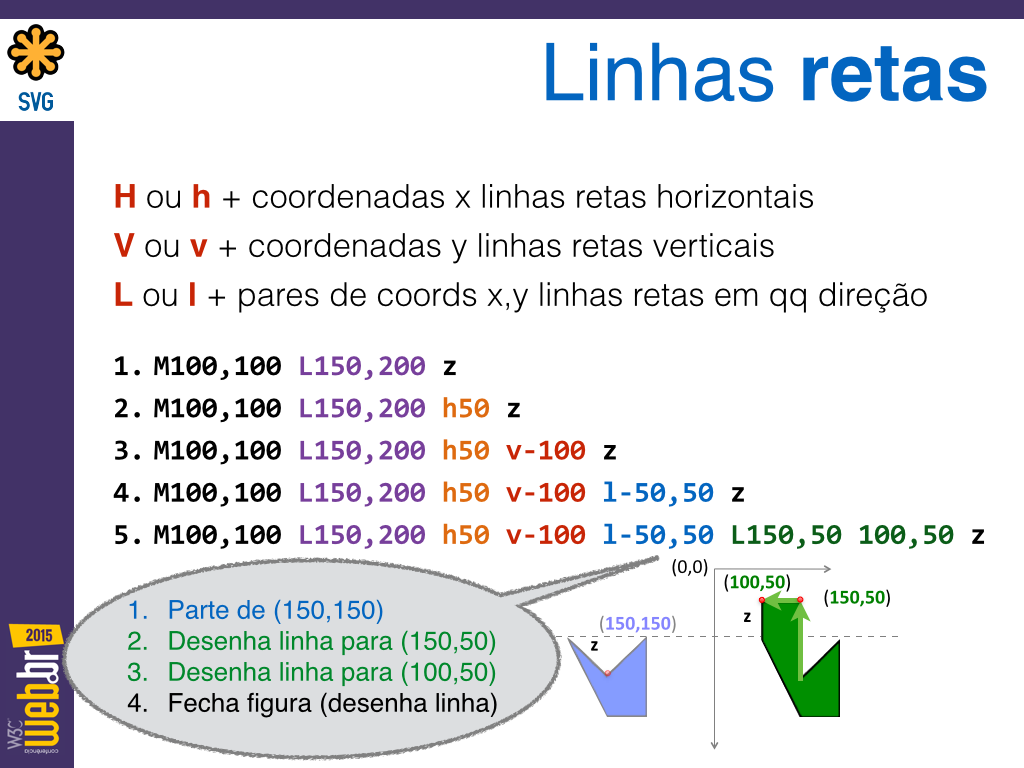 SVG
Linhas retas
H ou h + coordenadas x linhas retas horizontais
V ou v + coordenadas y linhas retas verticais
L ou l + pares de coords x,y linhas retas em qq direção
1. M100,100 L150,200 z
2. M100,100 L150,200 h50 z
3. M100,100 L150,200 h50 v-100 z
4. M100,100 L150,200 h50 v-100 l-50,50 z
5. M100,100 L150,200 h50 v-100 l-50,50 L150,50 100,50 z
1. Parte de (150,150)
2. Desenha linha para (150,50)
3. Desenha linha para (100,50)
4. Fecha figura (desenha linha)
(150,150)
z
(0,0)
(100,50)
(150,50)
z
2015
W3C
conferência
web.br